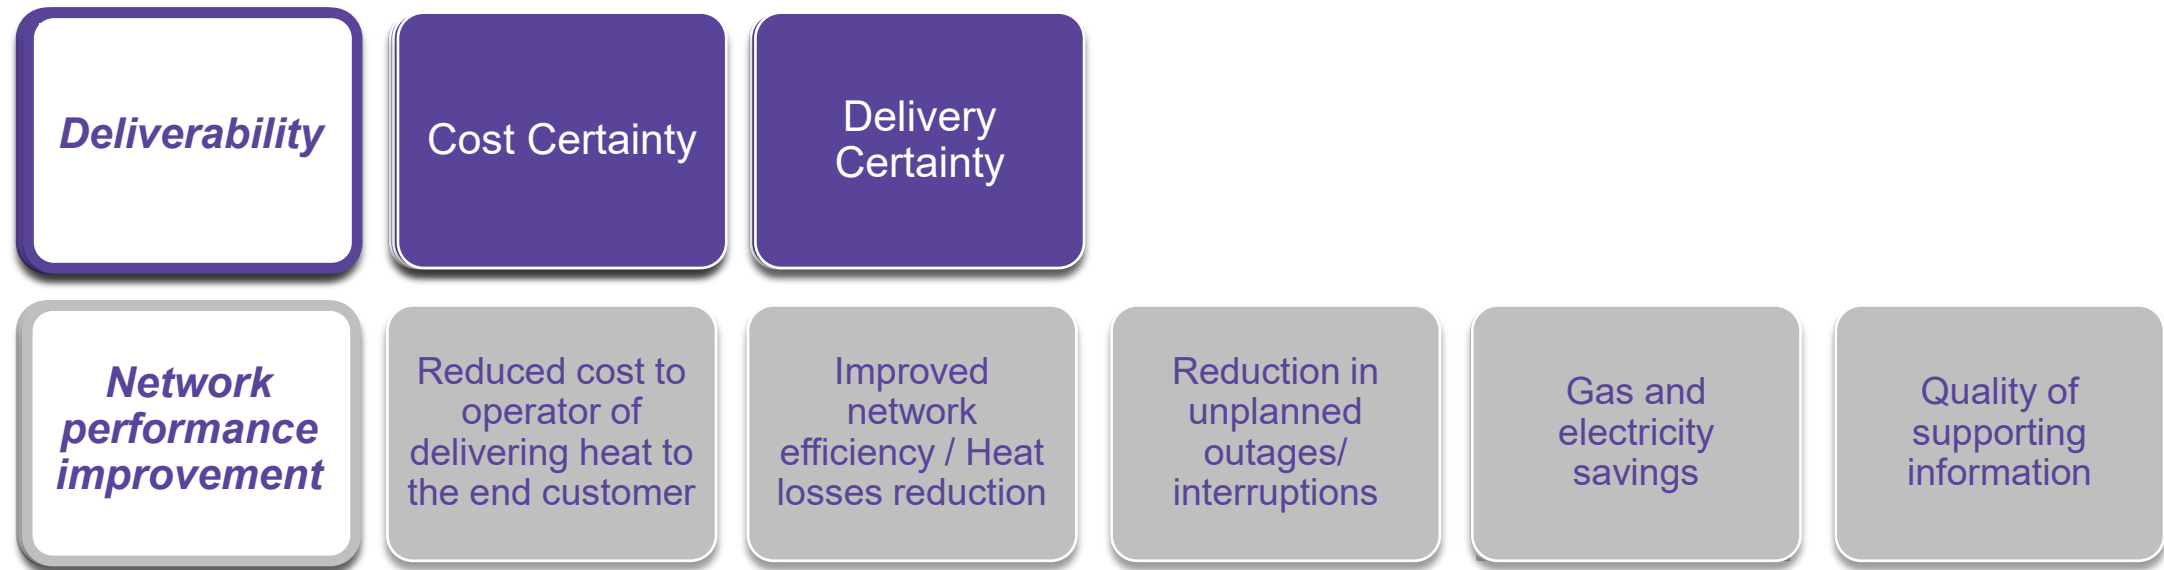 Deliverability
Cost Certainty
Delivery
Certainty
Network
performance
improvement
Reduced cost to
operator of
delivering heat to
the end customer
Improved
network
efficiency / Heat
losses reduction
Reduction in
unplanned
outages/
interruptions
Gas and
electricity
savings
Quality of
supporting
information